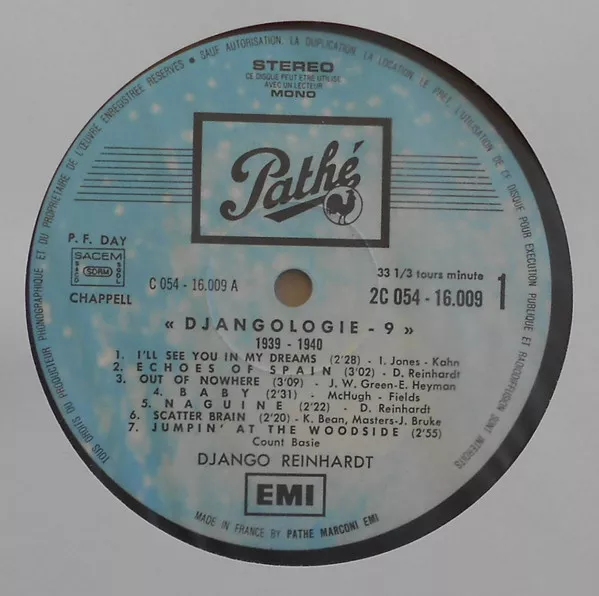 TOUS DROITS DU PRODUCTEUR PHONOGRAPHIQUE ET DU PROPRIETAIRE DE L'ŒUVRE ENREGISTREE RESERVES • SAUF AUTORISATION, LA DUPLICATION, LA LOCATION, LE PRET, L'UTILISATION DE CE DISQUE POUR EXECUTION PUBLIQUE ET RADIODIFFUSION SONT INTERDITS
STEREO
CE DISQUE PEUT ETRE UTILISE
AVEC UN LECTEUR
MONO
Pathé
P. F. DAY
SACEM
SACD SDRM SGDL
CHAPPELL
C 054 - 16.009 A
33 1/3 tours minute
2C 054 - 16.009 1
« DJANGOLOGIE - 9 »
1939 - 1940
1. I'LL SEE YOU IN MY DREAMS (2'28) - I. Jones - Kahn
2. ECHOES OF SPAIN (3'02) - D. Reinhardt
3. OUT OF NOWHERE (3'09) - J. W. Green-E. Heyman
4. BABY (2'31) - McHugh - Fields
5. NAGUINE (2'22) - D. Reinhardt
6. SCATTER BRAIN (2'20) - K. Bean, Masters-J. Bruke
7. JUMPIN' AT THE WOODSIDE (2'55)
Count Basie
DJANGO REINHARDT
EMI
MADE IN FRANCE BY PATHE MARCONI EMI